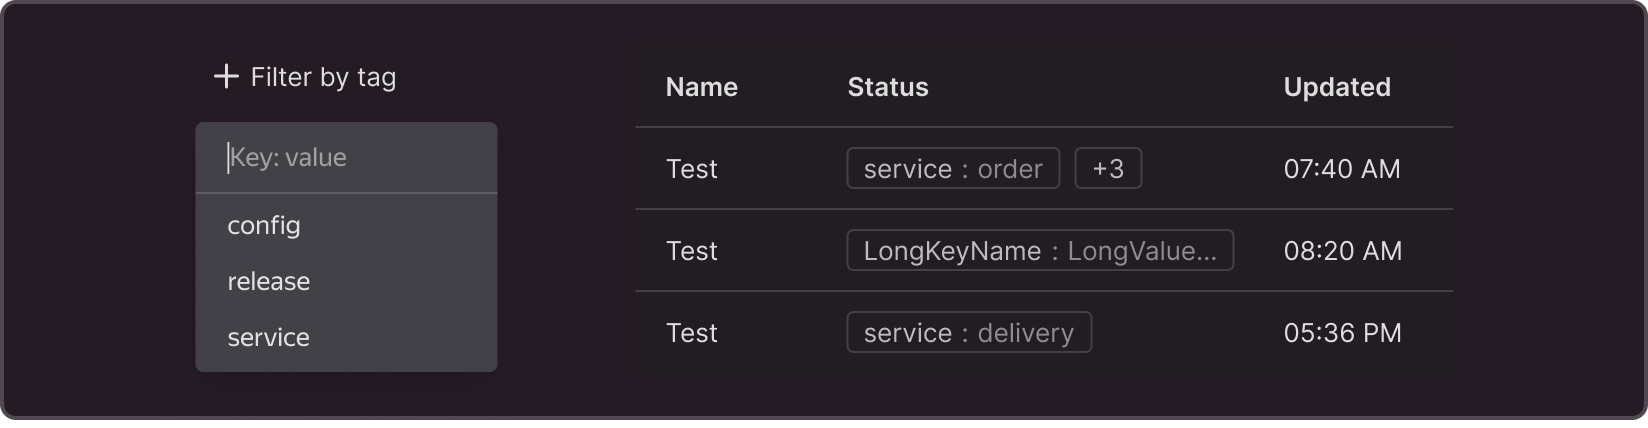 + Filter by tag
Key: value
config
release
service
Name Status Updated
Test service : order +3 07:40 AM
Test LongKeyName : LongValue... 08:20 AM
Test service : delivery 05:36 PM